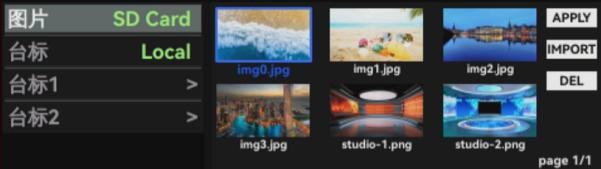 图片 SD Card
台标 Local
台标1 >
台标2 >
img0.jpg img1.jpg img2.jpg
img3.jpg studio-1.png studio-2.png
APPLY
IMPORT
DEL
page 1/1